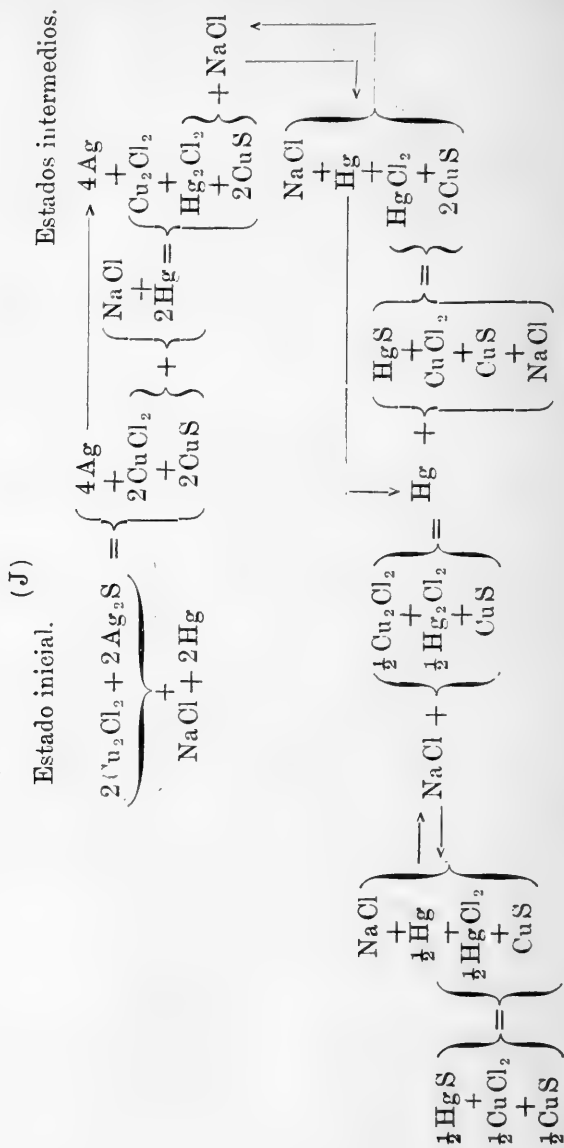 (J)
Estado inicial.
Estados intermedios.
2Cu₂Cl₂ + 2Ag₂S
+
NaCl + 2Hg
=
4Ag
+
2CuCl₂
+
2CuS
+
NaCl
+
2Hg
=
4Ag
+
Cu₂Cl₂
+
Hg₂Cl₂
+
2CuS
+ NaCl
NaCl
+
Hg
+
HgCl₂
+
2CuS
=
HgS
+
CuCl₂
+
CuS
+
NaCl
+
Hg
=
½Cu₂Cl₂
+
½Hg₂Cl₂
+
CuS
NaCl +
NaCl
+
½Hg
+
½HgCl₂
+
CuS
=
½HgS
+
½CuCl₂
+
½CuS